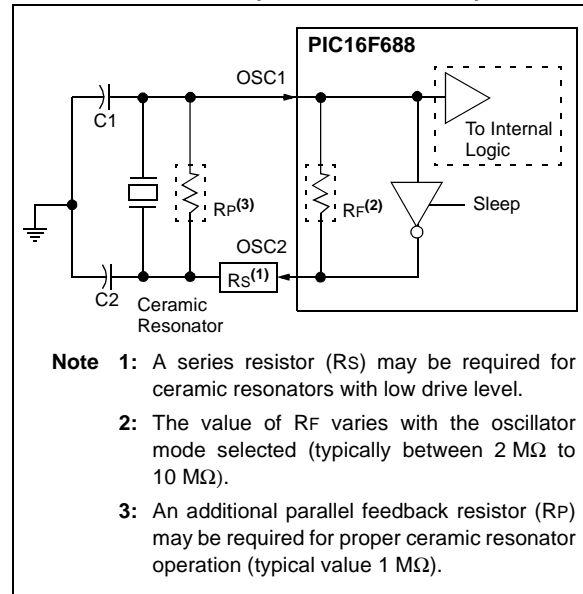 PIC16F688
OSC1
C1
To Internal
Logic
RP(3)
RF(2)
Sleep
OSC2
RS(1)
C2
Ceramic
Resonator
Note 1: A series resistor (RS) may be required for
ceramic resonators with low drive level.
2: The value of RF varies with the oscillator
mode selected (typically between 2 MΩ to
10 MΩ).
3: An additional parallel feedback resistor (RP)
may be required for proper ceramic resonator
operation (typical value 1 MΩ).